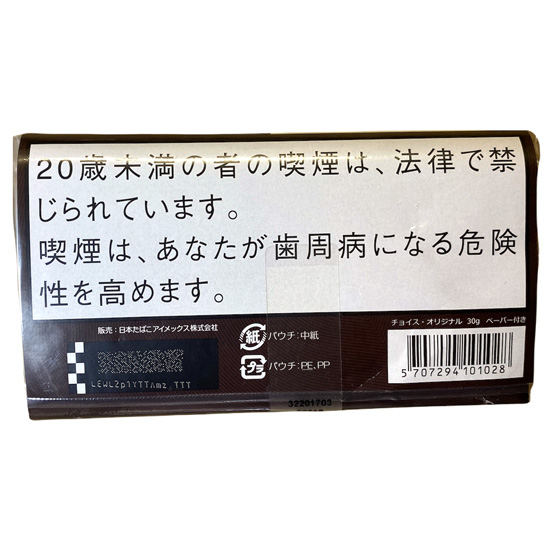 20歳未満の者の喫煙は、法律で禁
じられています。
喫煙は、あなたが歯周病になる危険
性を高めます。
販売：日本たばこアイメックス株式会社
チョイス・オリジナル 30g ペーパー付き
紙 パウチ：中紙
プラ パウチ：PE, PP
5 707294 101028
32201703